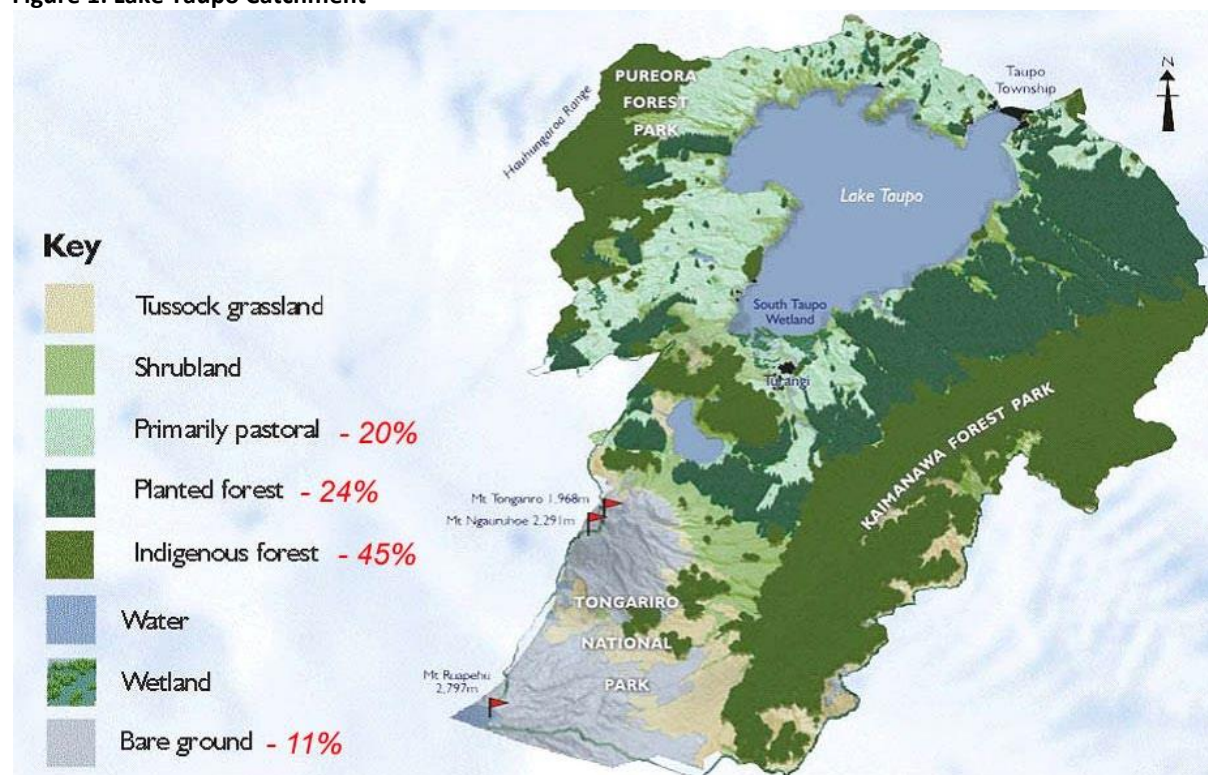 Figure 1: Lake Taupo Catchment
PUREORA
FOREST
PARK
Hauhungaroa Range
Taupo
Township
N
Lake Taupo
Key
Tussock grassland
Shrubland
Primarily pastoral - 20%
Planted forest - 24%
Indigenous forest - 45%
Water
Wetland
Bare ground - 11%
South Taupo
Wetland
Turangi
KAIMANAWA FOREST PARK
Mt Tongariro 1,968m
Mt Ngauruhoe 2,291m
TONGARIRO
NATIONAL
PARK
Mt Ruapehu
2,797m